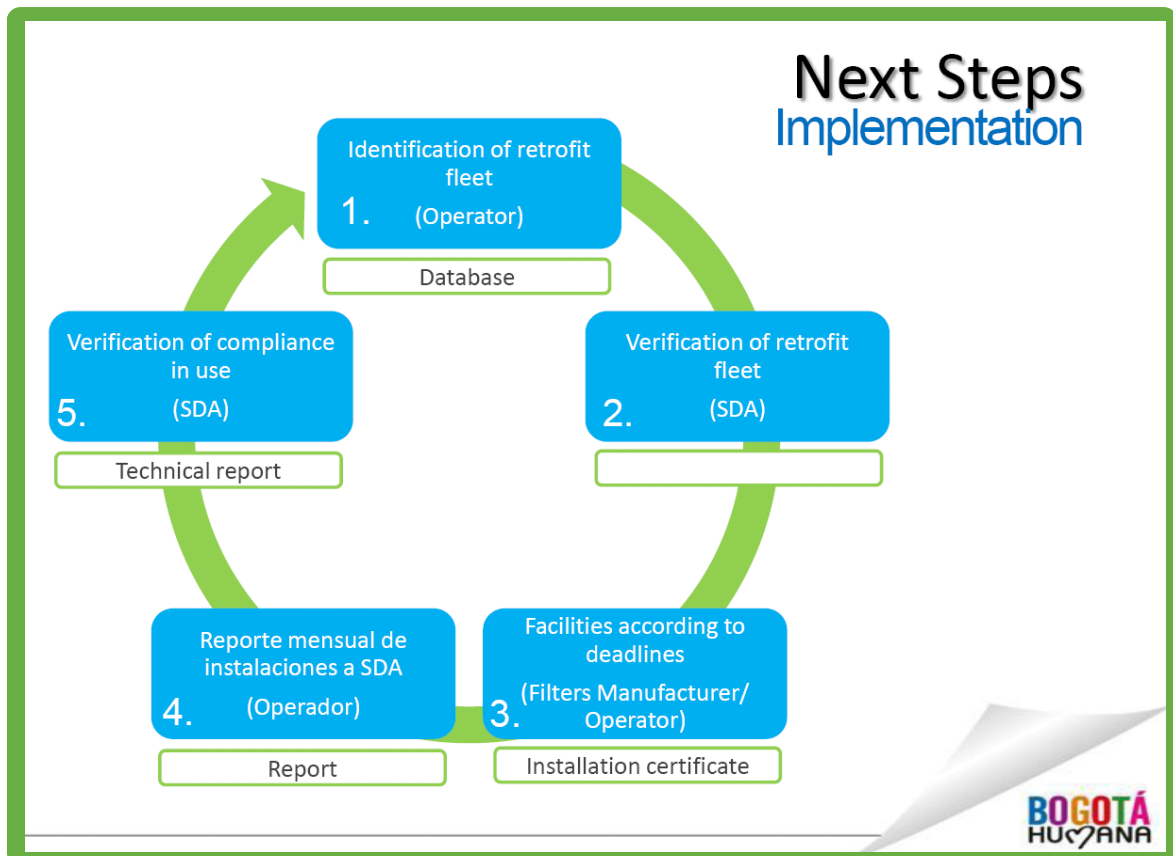 Next Steps
Implementation
Identification of retrofit
fleet
1. (Operator)
Database
Verification of retrofit
fleet
2. (SDA)
Facilities according to
deadlines
(Filters Manufacturer/
3. Operator)
Installation certificate
Reporte mensual de
instalaciones a SDA
4. (Operador)
Report
Verification of compliance
in use
5. (SDA)
Technical report
BOGOTÁ
HUMANA